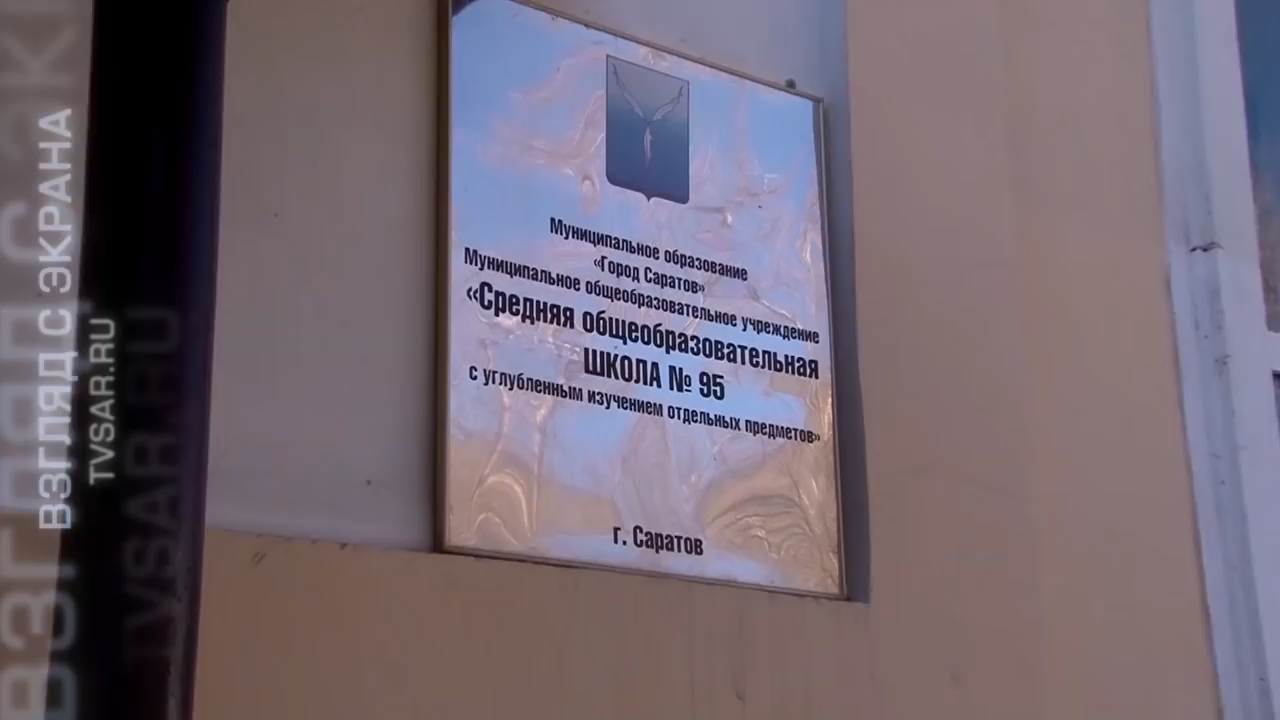 ВЗГЛЯД С ЭКРАНА
TVSAR.RU
Муниципальное образование
«Город Саратов»
Муниципальное общеобразовательное учреждение
«Средняя общеобразовательная
ШКОЛА № 95
с углубленным изучением отдельных предметов»
г. Саратов